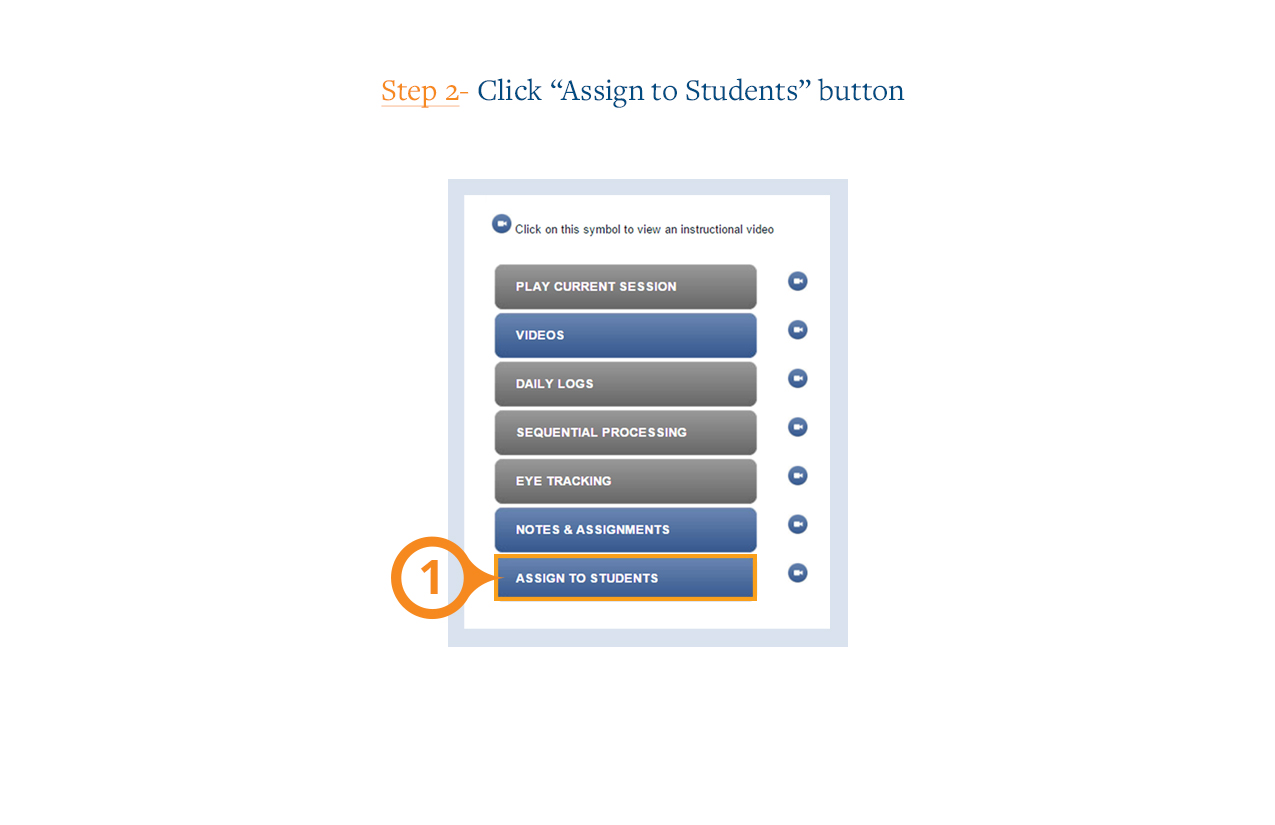 Step 2- Click “Assign to Students” button
Click on this symbol to view an instructional video
PLAY CURRENT SESSION
VIDEOS
DAILY LOGS
SEQUENTIAL PROCESSING
EYE TRACKING
NOTES & ASSIGNMENTS
1
ASSIGN TO STUDENTS